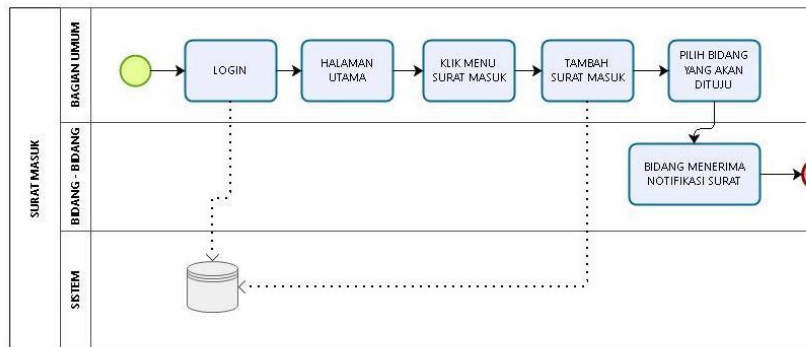 SURAT MASUK
BAGIAN UMUM
LOGIN
HALAMAN
UTAMA
KLIK MENU
SURAT MASUK
TAMBAH
SURAT MASUK
PILIH BIDANG
YANG AKAN
DITUJU
BIDANG - BIDANG
BIDANG MENERIMA
NOTIFIKASI SURAT
SISTEM